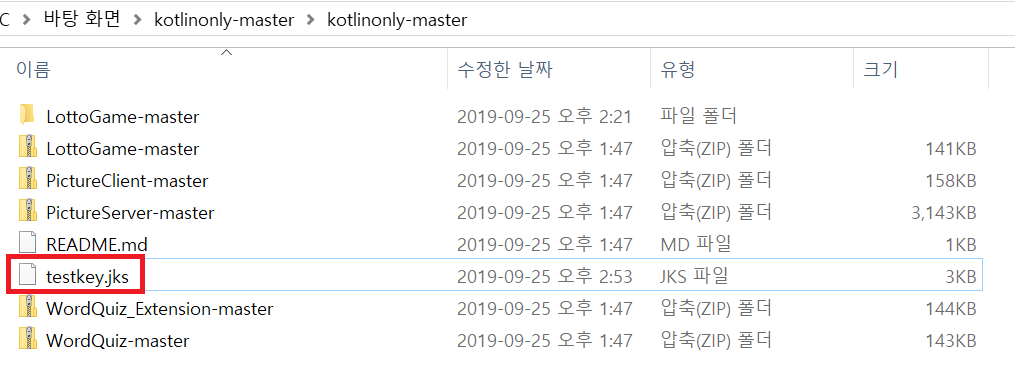 C > 바탕 화면 > kotlinonly-master > kotlinonly-master
이름 수정한 날짜 유형 크기
LottoGame-master 2019-09-25 오후 2:21 파일 폴더
LottoGame-master 2019-09-25 오후 1:47 압축(ZIP) 폴더 141KB
PictureClient-master 2019-09-25 오후 1:47 압축(ZIP) 폴더 158KB
PictureServer-master 2019-09-25 오후 1:47 압축(ZIP) 폴더 3,143KB
README.md 2019-09-25 오후 1:47 MD 파일 1KB
testkey.jks 2019-09-25 오후 2:53 JKS 파일 3KB
WordQuiz_Extension-master 2019-09-25 오후 1:47 압축(ZIP) 폴더 144KB
WordQuiz-master 2019-09-25 오후 1:47 압축(ZIP) 폴더 143KB